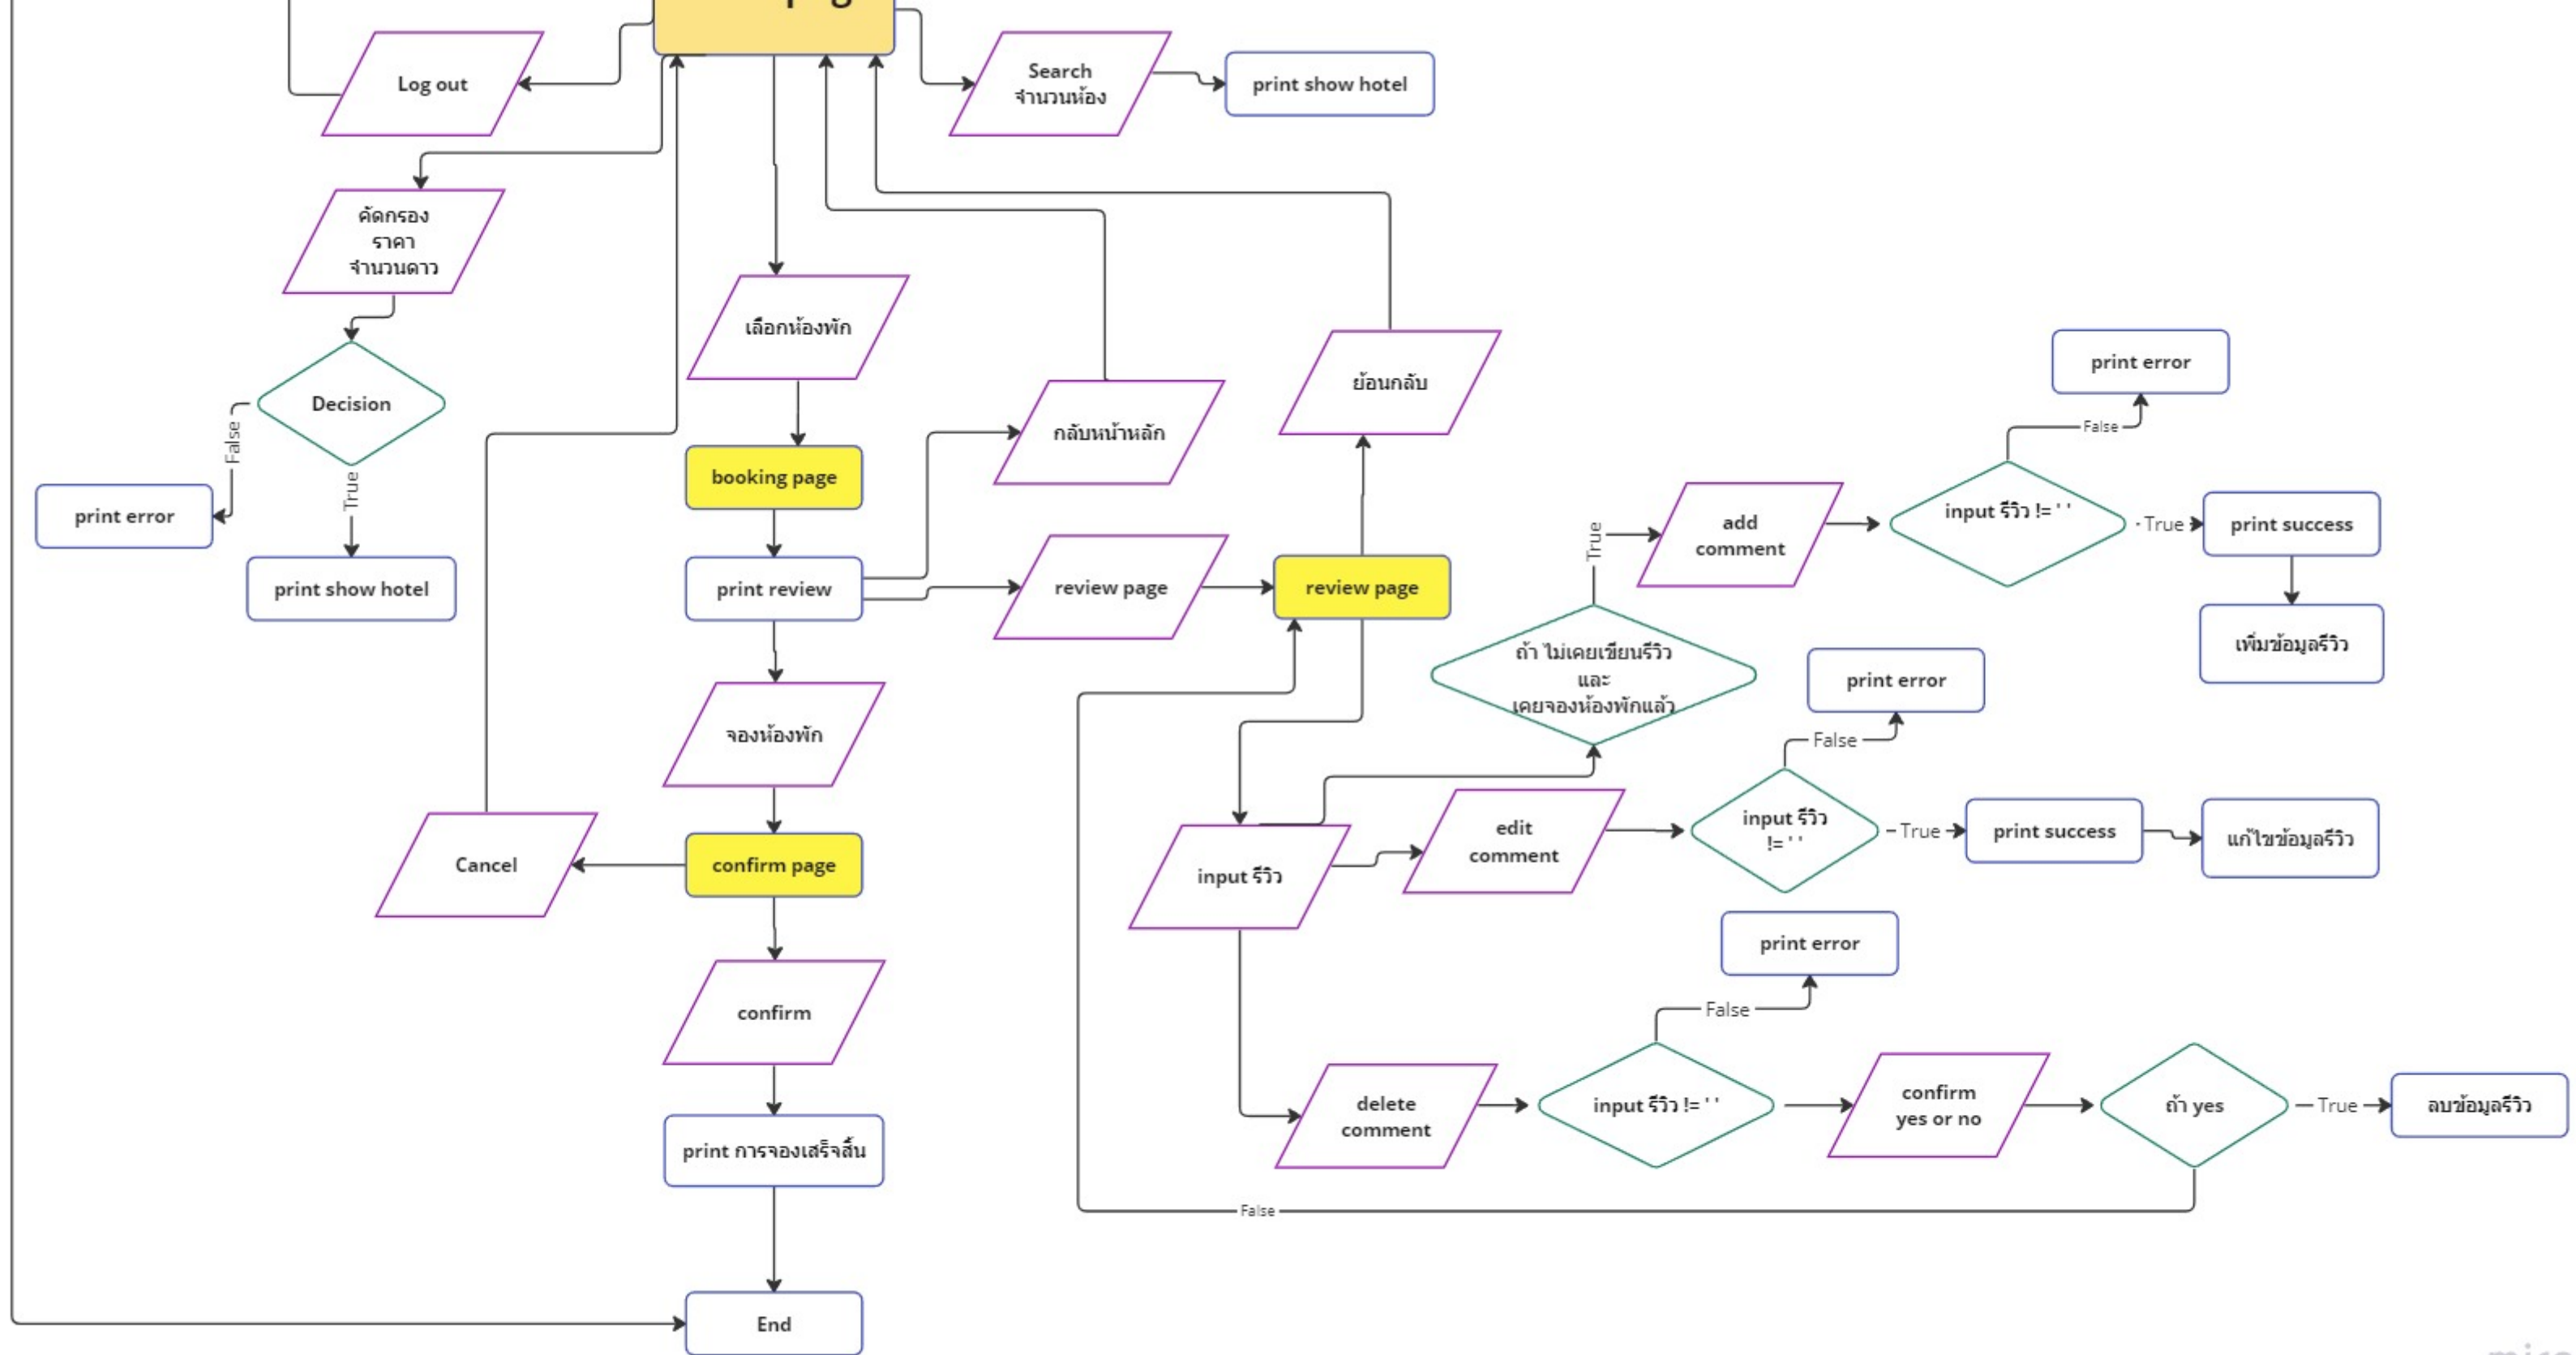 Log out
Search
จำนวนห้อง
print show hotel
คัดกรอง
ราคา
จำนวนดาว
เลือกห้องพัก
ย้อนกลับ
print error
Decision
False
True
print error
print show hotel
กลับหน้าหลัก
booking page
print review
review page
review page
False
True
add
comment
input รีวิว != ' '
True
print success
เพิ่มข้อมูลรีวิว
ถ้า ไม่เคยเขียนรีวิว
และ
เคยจองห้องพักแล้ว
print error
False
จองห้องพัก
Cancel
confirm page
input รีวิว
edit
comment
input รีวิว
!= ' '
True
print success
แก้ไขข้อมูลรีวิว
print error
False
confirm
delete
comment
input รีวิว != ' '
confirm
yes or no
ถ้า yes
True
ลบข้อมูลรีวิว
print การจองเสร็จสิ้น
False
End